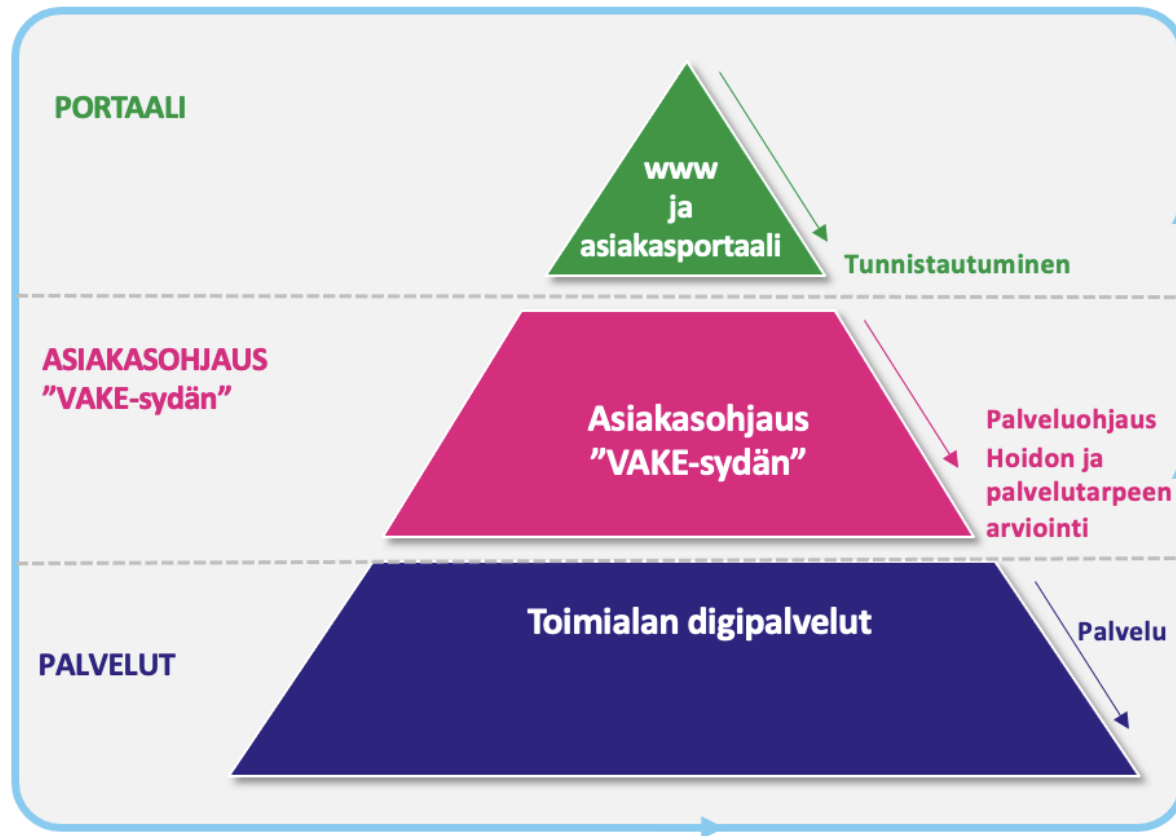 PORTAALI
www
ja
asiakasportaali
Tunnistautuminen
ASIAKASOHJAUS
”VAKE-sydän”
Asiakasohjaus
”VAKE-sydän”
Palveluohjaus
Hoidon ja
palvelutarpeen
arviointi
PALVELUT
Toimialan digipalvelut
Palvelu